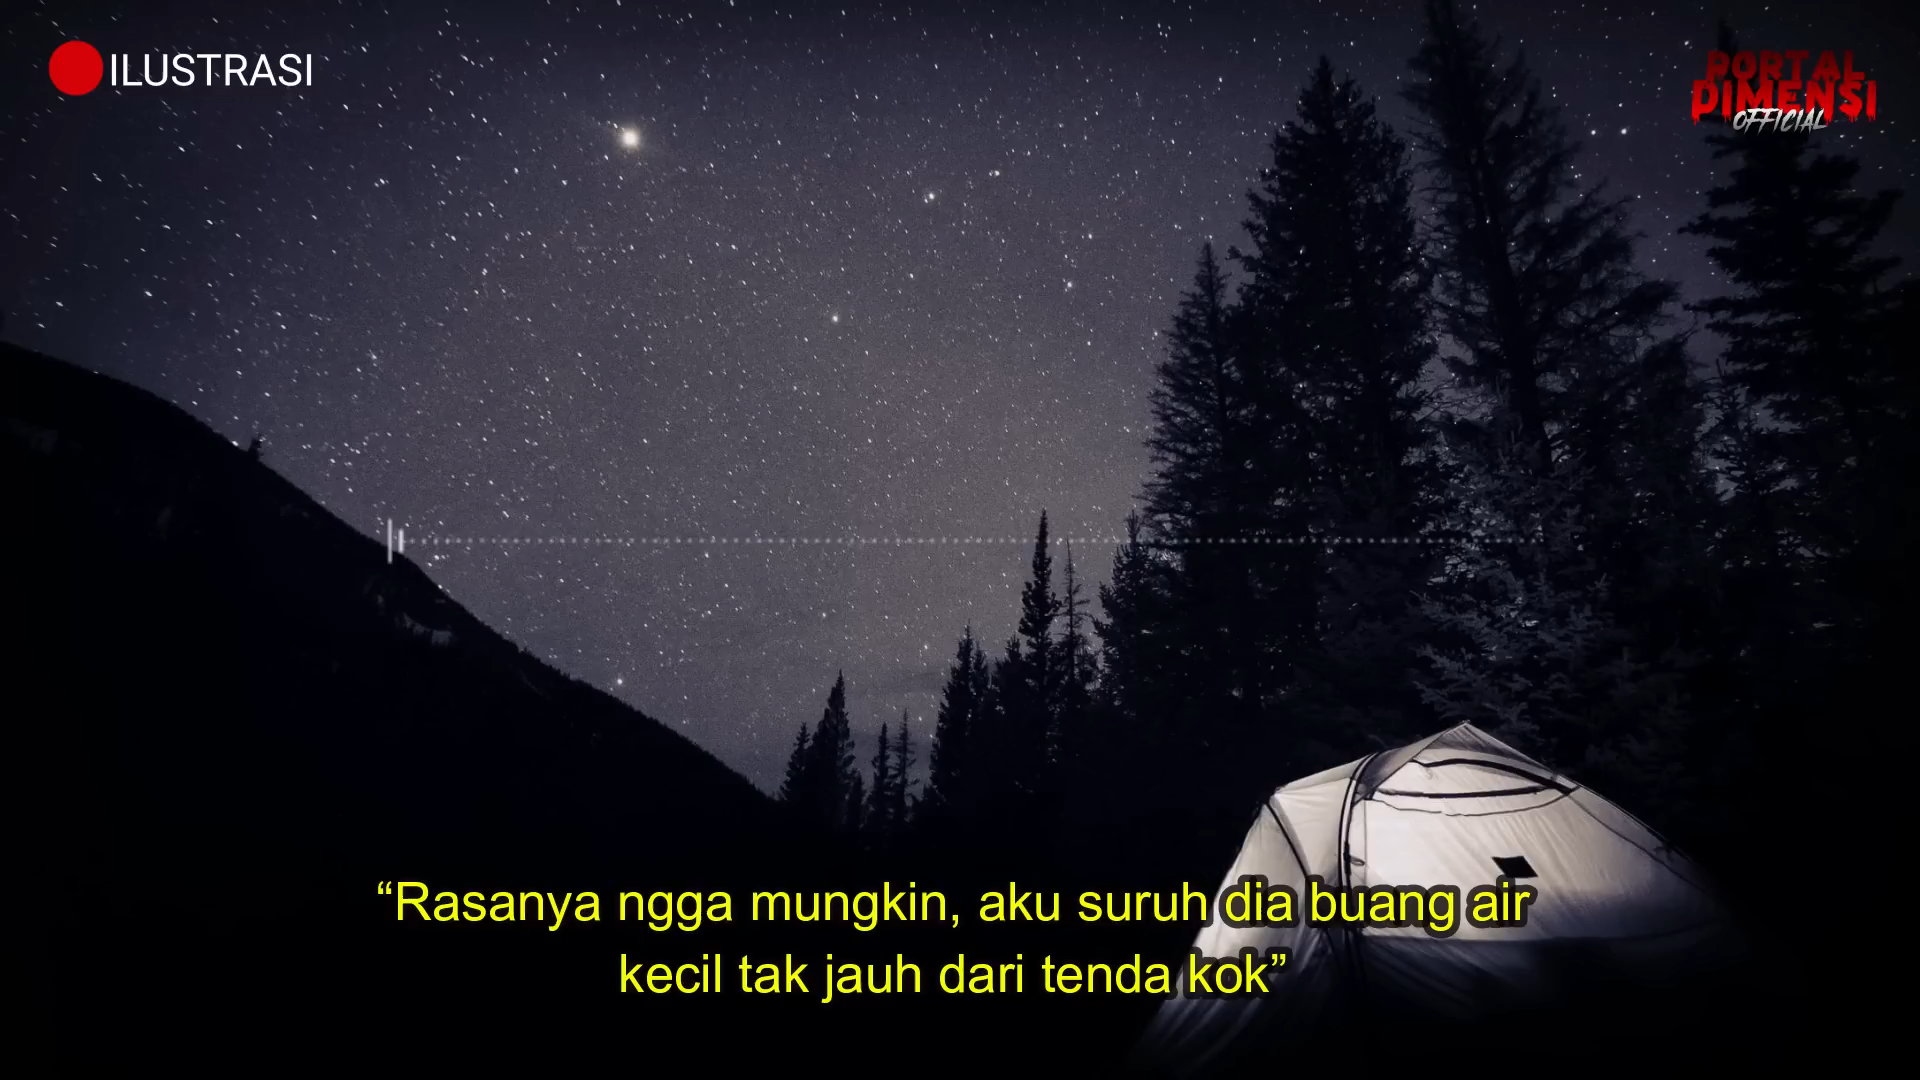 ILUSTRASI
PORTAL
DIMENSI
OFFICIAL
“Rasanya ngga mungkin, aku suruh dia buang air
kecil tak jauh dari tenda kok”